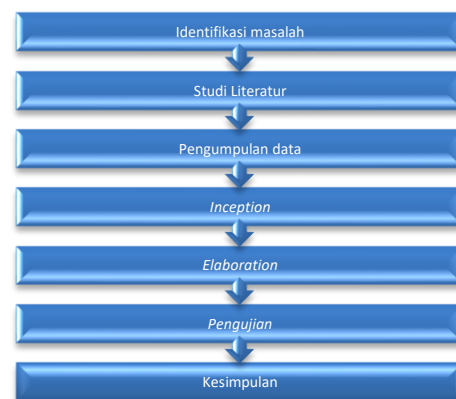 Identifikasi masalah
Studi Literatur
Pengumpulan data
Inception
Elaboration
Pengujian
Kesimpulan